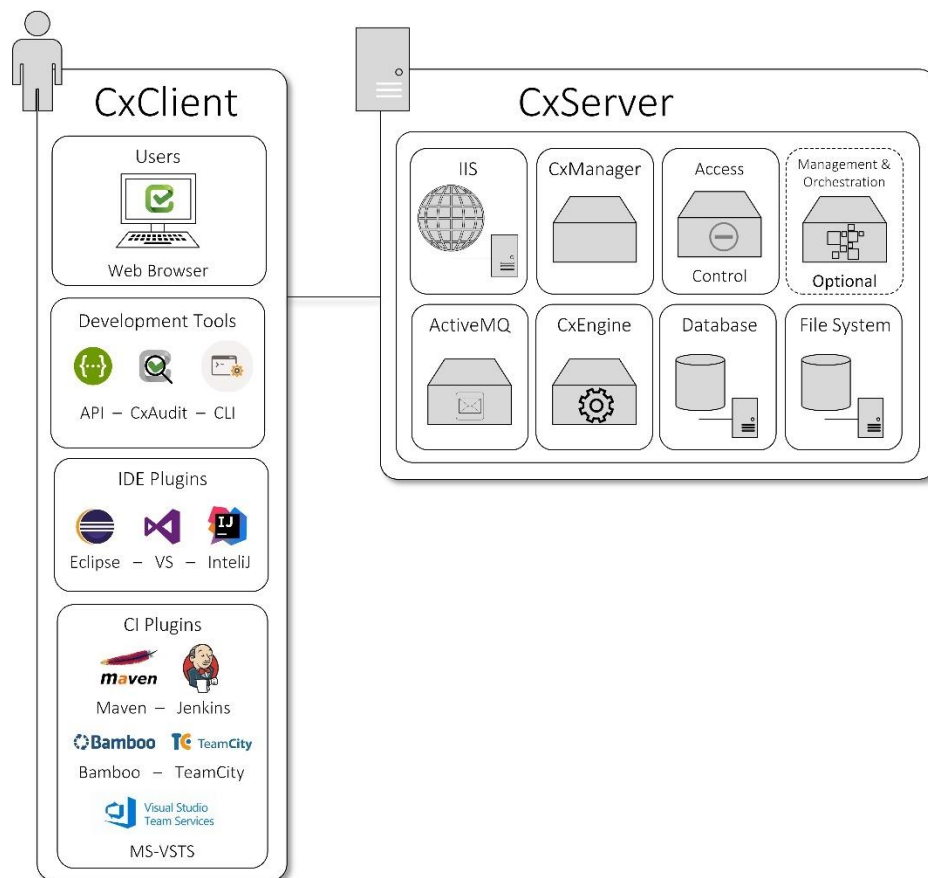 CxClient
Users
Web Browser
Development Tools
{...}
API – CxAudit – CLI
IDE Plugins
IJ
Eclipse – VS – InteliJ
CI Plugins
maven
Maven – Jenkins
Bamboo TC TeamCity
Bamboo – TeamCity
Visual Studio
Team Services
MS-VSTS
CxServer
IIS
CxManager
Access
Control
Management &
Orchestration
Optional
ActiveMQ
CxEngine
Database
File System